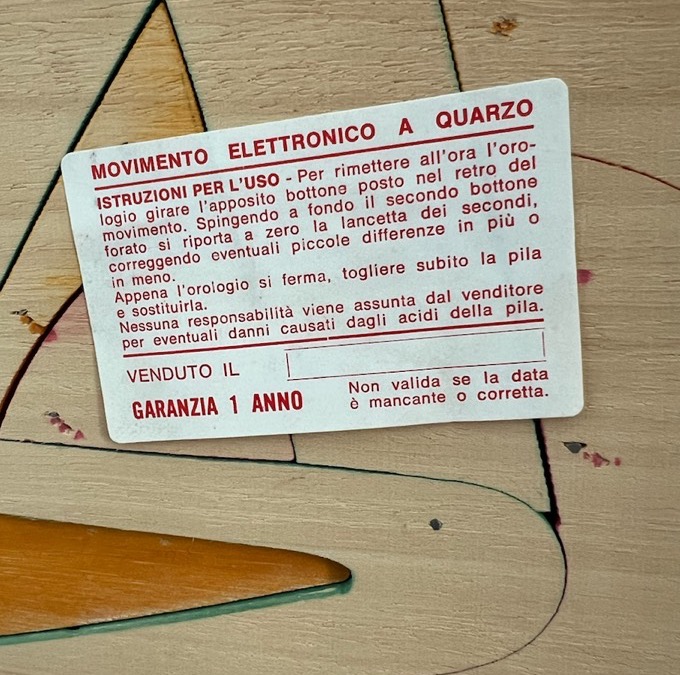 MOVIMENTO ELETTRONICO A QUARZO
ISTRUZIONI PER L'USO - Per rimettere all'ora l'oro-
logio girare l'apposito bottone posto nel retro del
movimento. Spingendo a fondo il secondo bottone
forato si riporta a zero la lancetta dei secondi,
correggendo eventuali piccole differenze in più o
in meno.
Appena l'orologio si ferma, togliere subito la pila
e sostituirla.
Nessuna responsabilità viene assunta dal venditore
per eventuali danni causati dagli acidi della pila.
VENDUTO IL
GARANZIA 1 ANNO
Non valida se la data
è mancante o corretta.